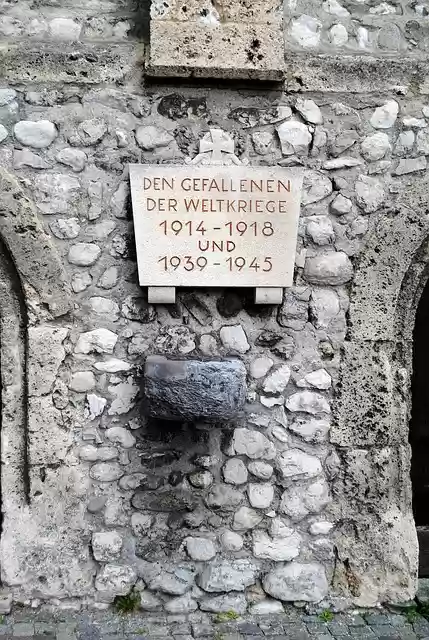 DEN GEFALLENEN
DER WELTKRIEGE
1914-1918
UND
1939-1945